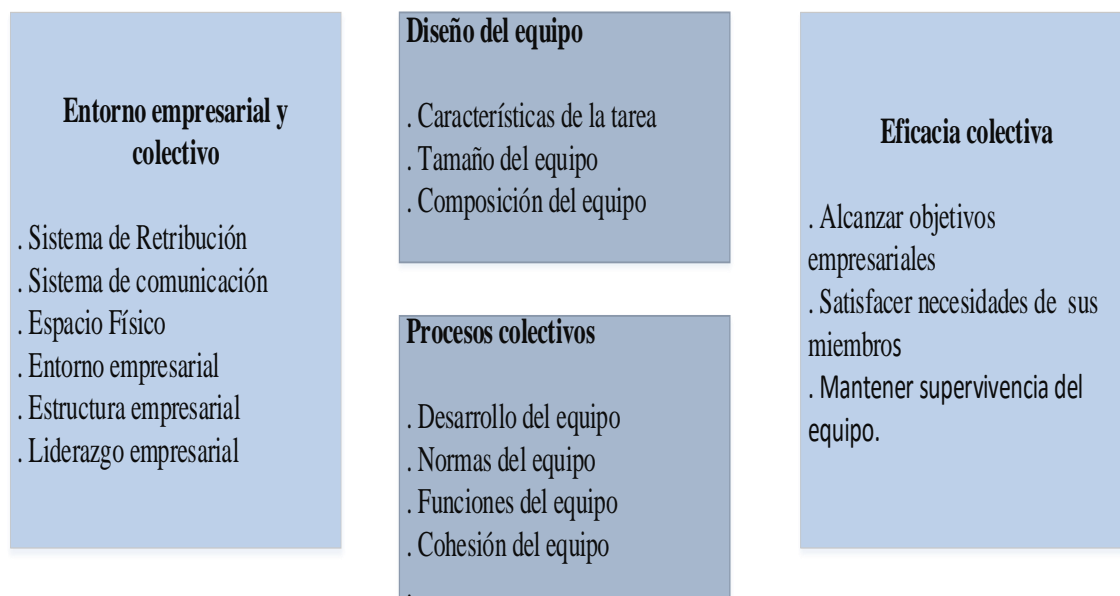 Entorno empresarial y
colectivo
. Sistema de Retribución
. Sistema de comunicación
. Espacio Físico
. Entorno empresarial
. Estructura empresarial
. Liderazgo empresarial
Diseño del equipo
. Características de la tarea
. Tamaño del equipo
. Composición del equipo
Procesos colectivos
. Desarrollo del equipo
. Normas del equipo
. Funciones del equipo
. Cohesión del equipo
.
Eficacia colectiva
. Alcanzar objetivos
empresariales
. Satisfacer necesidades de sus
miembros
. Mantener supervivencia del
equipo.